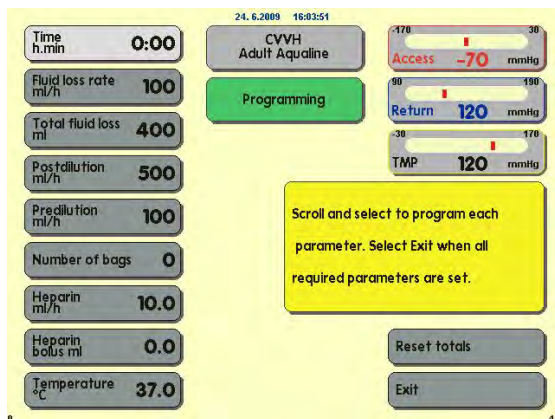 24. 6.2009 16:03:51
Time
h.min 0:00
Fluid loss rate
ml/h 100
Total fluid loss
ml 400
Postdilution
ml/h 500
Predilution
ml/h 100
Number of bags 0
Heparin
ml/h 10.0
Heparin
bolus ml 0.0
Temperature
°C 37.0
CVVH
Adult Aqualine
Programming
-170 30
Access -70 mmHg
90 190
Return 120 mmHg
-30 170
TMP 120 mmHg
Scroll and select to program each
parameter. Select Exit when all
required parameters are set.
Reset totals
Exit